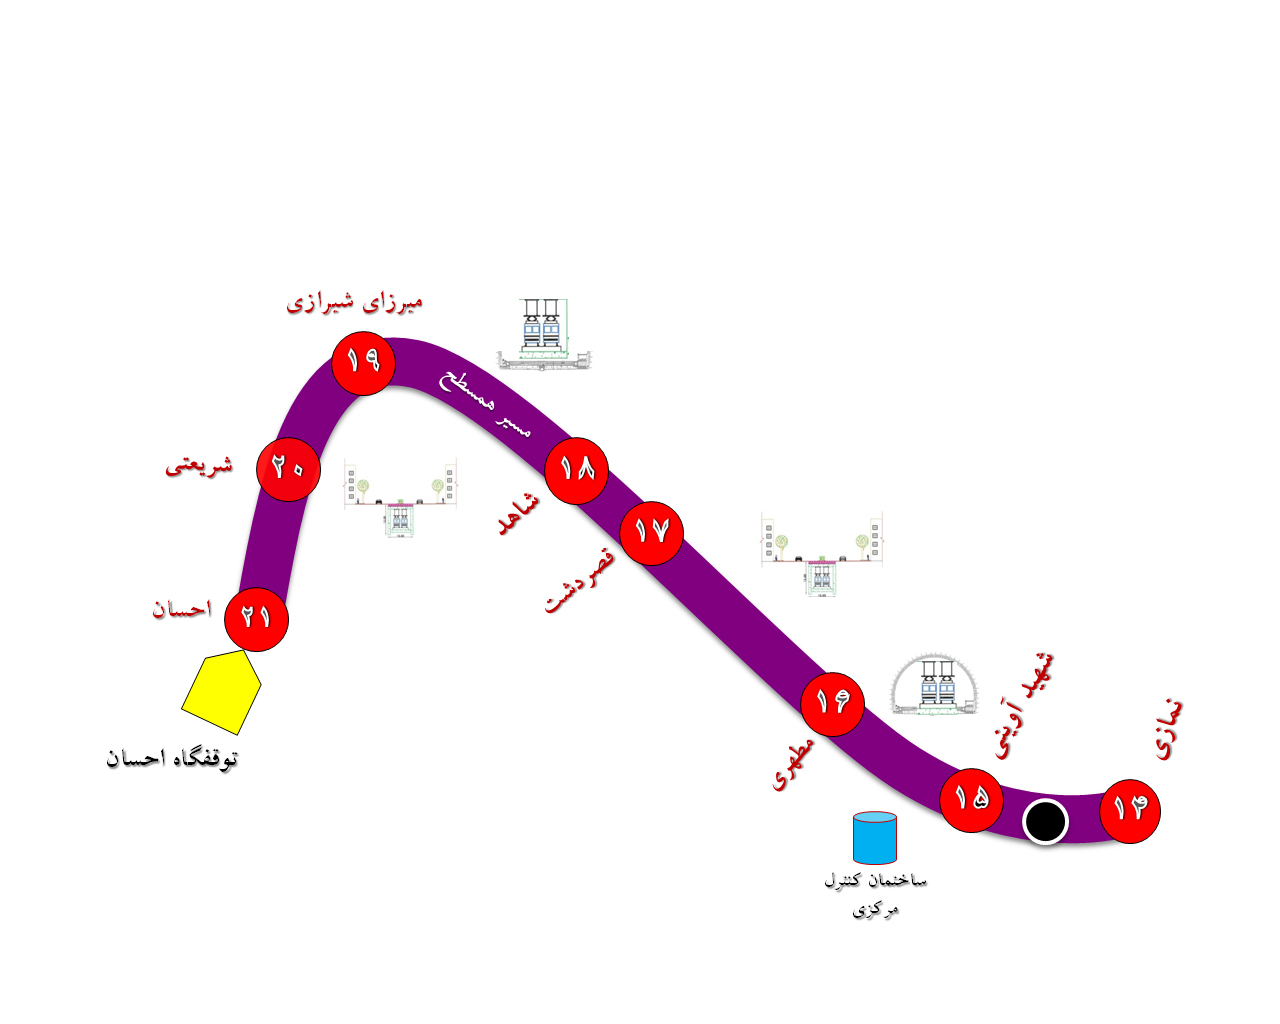 میرزای شیرازی
۱۹
مسیر همسطح
۲۰
شریعتی
۱۸
شاهد
۱۷
قصردشت
احسان
۲۱
توقفگاه احسان
۱۶
مطهری
شهید آوینی
۱۵
نمازی
۱۴
ساختمان کنترل
مرکزی